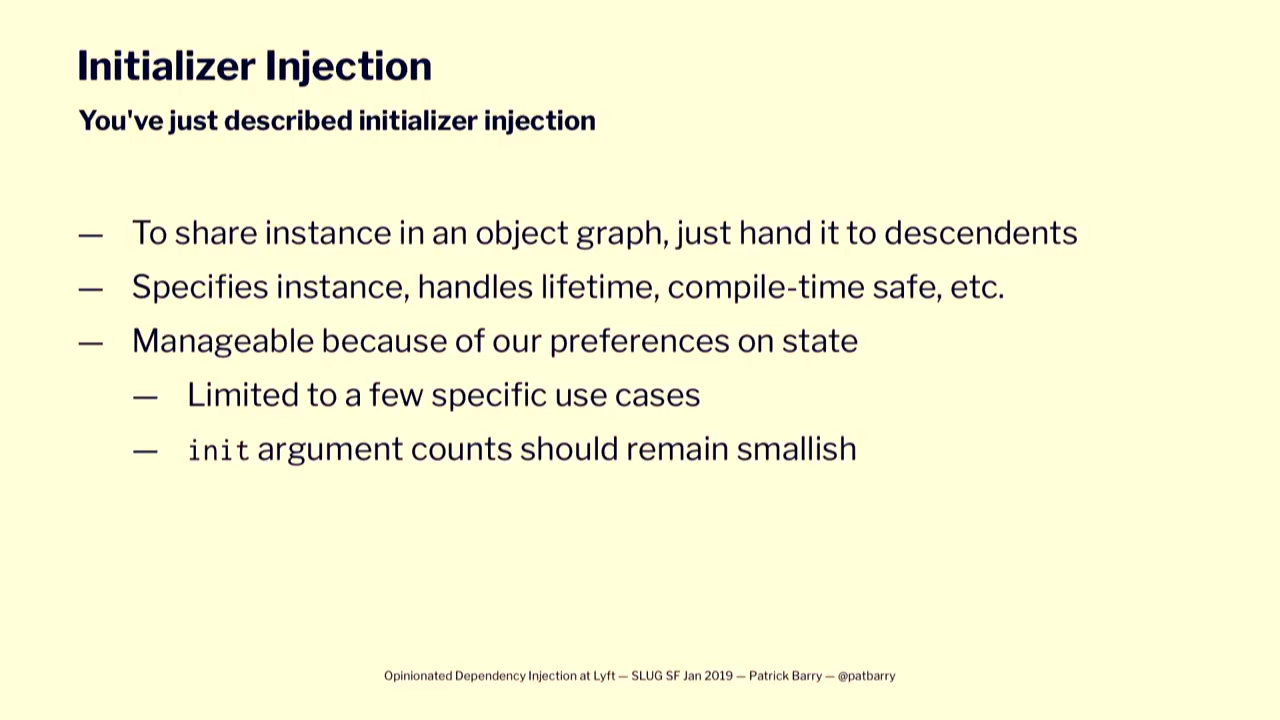 Initializer Injection
You've just described initializer injection
— To share instance in an object graph, just hand it to descendents
— Specifies instance, handles lifetime, compile-time safe, etc.
— Manageable because of our preferences on state
— Limited to a few specific use cases
— init argument counts should remain smallish
Opinionated Dependency Injection at Lyft — SLUG SF Jan 2019 — Patrick Barry — @patbarry